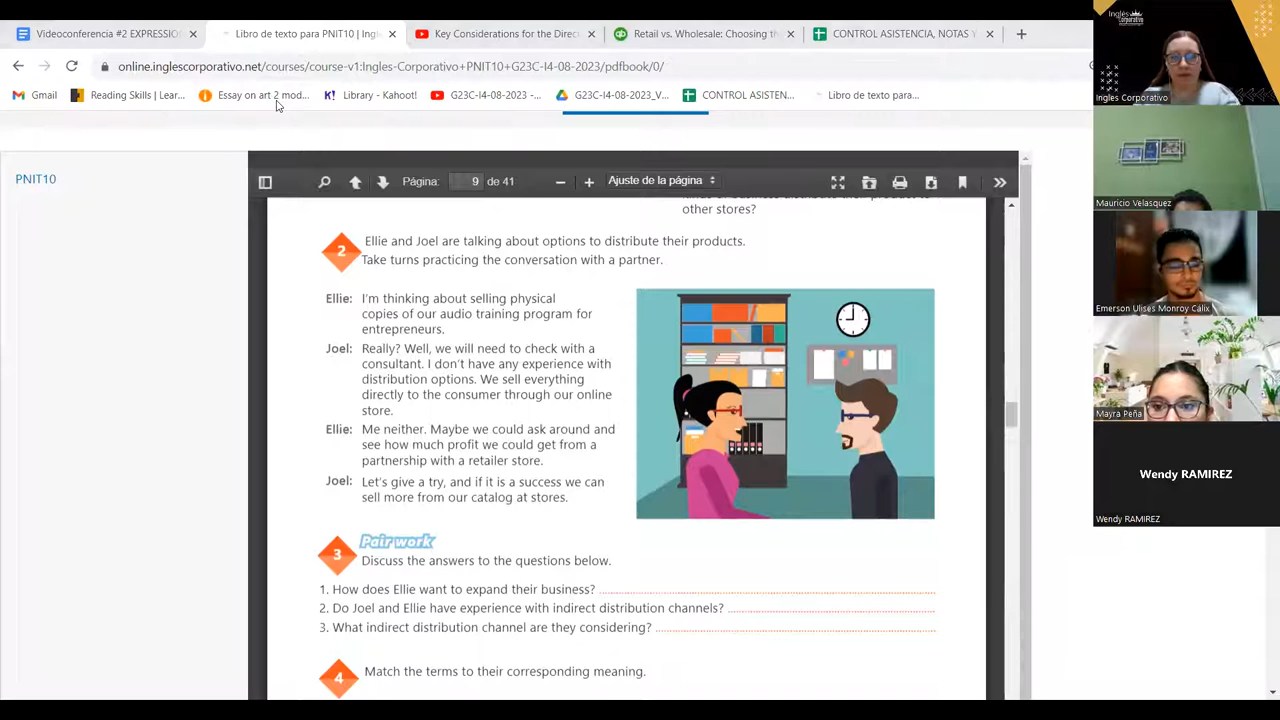 Videoconferencia #2 EXPRESSION
Libro de texto para PNIT10 | Ingl
Key Considerations for the Direc
Retail vs. Wholesale: Choosing th
CONTROL ASISTENCIA, NOTAS Y
online.inglescorporativo.net/courses/course-v1:Ingles-Corporativo+PNIT10+G23C-I4-08-2023/pdfbook/0/
Gmail
Reading Skills | Lear...
Essay on art 2 mod...
Library - Kahoot!
G23C-I4-08-2023 -...
G23C-I4-08-2023_V...
CONTROL ASISTEN...
Libro de texto para...
PNIT10
Página: 9 de 41
Ajuste de la página
other stores?
2
Ellie and Joel are talking about options to distribute their products.
Take turns practicing the conversation with a partner.
Ellie: I'm thinking about selling physical
copies of our auto billing program for
entrepreneurs.
Joel: Really? Well, we will need to check with a
consultant. I don't have any experience with
distribution options. We sell everything
directly to the consumer through our online
store.
Ellie: Me neither. Maybe we could ask around and
see how much profit we could get from a
partnership with a retailer store.
Joel: Let's give a try, and if it is a success we can
sell more from our catalog at stores.
3
Pair work
Discuss the answers to the questions below.
1. How does Ellie want to expand their business?
2. Do Joel and Ellie have experience with indirect distribution channels?
3. What indirect distribution channel are they considering?
4
Match the terms to their corresponding meaning.
Inglés
Corporativo
Ingles Corporativo
Mauricio Velasquez
Emerson Ulises Monroy Cálix
Mayra Peña
Wendy RAMIREZ
Wendy RAMIREZ